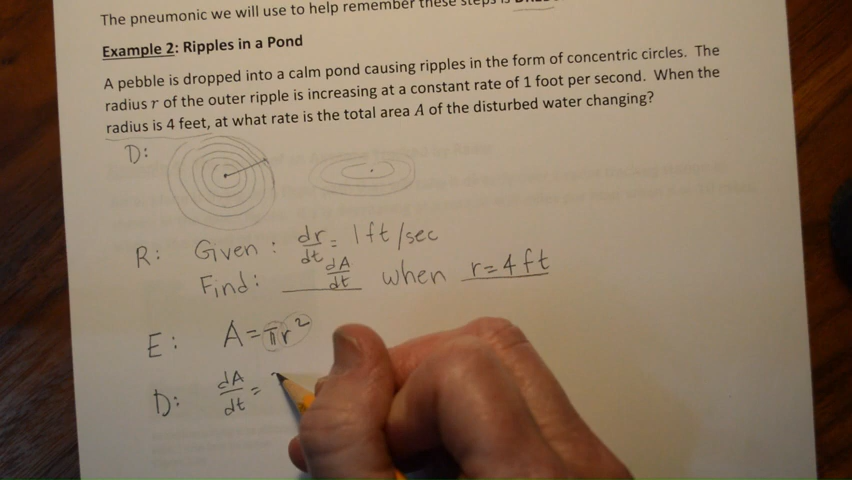 The pneumonic we will use to help remember these steps is
Example 2: Ripples in a Pond
A pebble is dropped into a calm pond causing ripples in the form of concentric circles. The
radius r of the outer ripple is increasing at a constant rate of 1 foot per second. When the
radius is 4 feet, at what rate is the total area A of the disturbed water changing?
D:
R: Given: dr/dt = 1 ft/sec
Find: dA/dt when r=4ft
E: A=πr²
D: dA/dt =